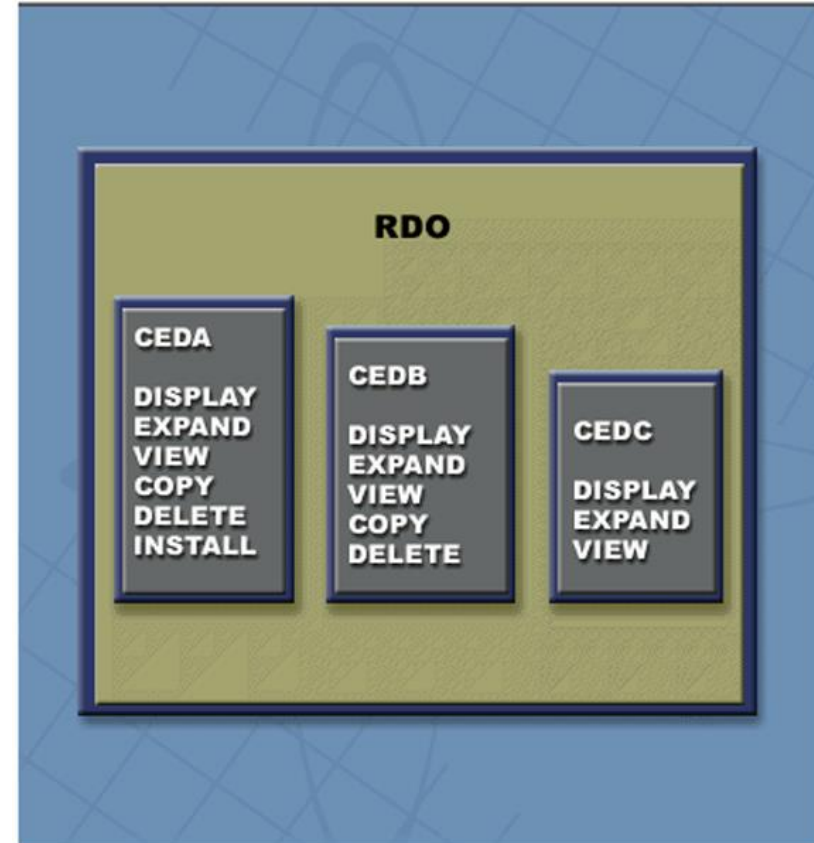 RDO
CEDA
DISPLAY
EXPAND
VIEW
COPY
DELETE
INSTALL
CEDB
DISPLAY
EXPAND
VIEW
COPY
DELETE
CEDC
DISPLAY
EXPAND
VIEW